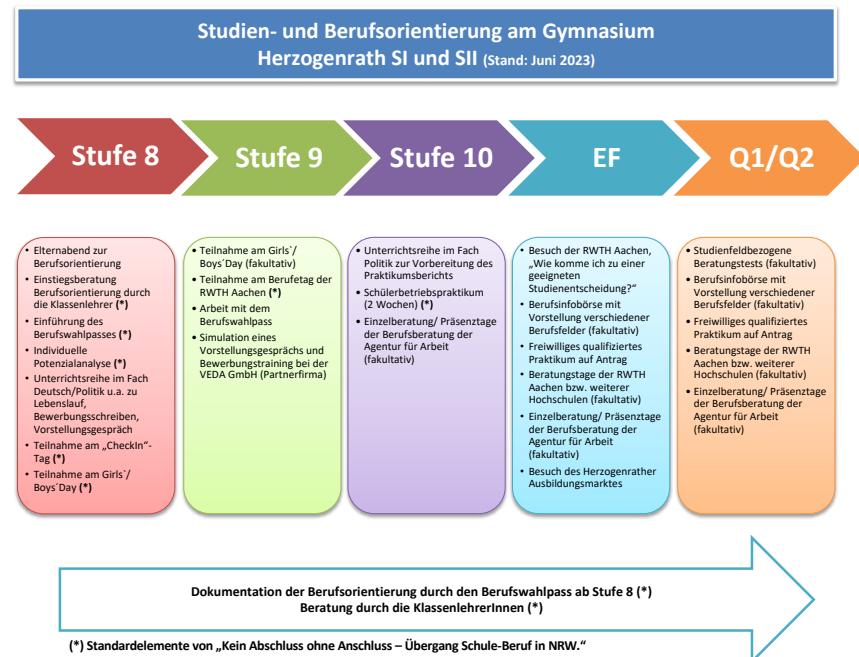 Studien- und Berufsorientierung am Gymnasium
Herzogenrath SI und SII (Stand: Juni 2023)
Stufe 8
Stufe 9
Stufe 10
EF
Q1/Q2
• Elternabend zur
Berufsorientierung
• Einstiegsberatung
Berufsorientierung durch
die Klassenlehrer (*)
• Einführung des
Berufswahlpasses (*)
• Individuelle
Potenzialanalyse (*)
• Unterrichtsreihe im Fach
Deutsch/Politik u.a. zu
Lebenslauf,
Bewerbungsschreiben,
Vorstellungsgespräch
• Teilnahme am „CheckIn“-
Tag (*)
• Teilnahme am Girls`/
Boys´Day (*)
• Teilnahme am Girls`/
Boys´Day (fakultativ)
• Teilnahme am Berufetag der
RWTH Aachen (*)
• Arbeit mit dem
Berufswahlpass
• Simulation eines
Vorstellungsgesprächs und
Bewerbungstraining bei der
VEDA GmbH (Partnerfirma)
• Unterrichtsreihe im Fach
Politik zur Vorbereitung des
Praktikumsberichts
• Schülerbetriebspraktikum
(2 Wochen) (*)
• Einzelberatung/ Präsenztage
der Berufsberatung der
Agentur für Arbeit
(fakultativ)
• Besuch der RWTH Aachen,
„Wie komme ich zu einer
geeigneten
Studienentscheidung?“
• Berufsinfobörse mit
Vorstellung verschiedener
Berufsfelder (fakultativ)
• Freiwilliges qualifiziertes
Praktikum auf Antrag
• Beratungstage der RWTH
Aachen bzw. weiterer
Hochschulen (fakultativ)
• Einzelberatung/ Präsenztage
der Berufsberatung der
Agentur für Arbeit
(fakultativ)
• Besuch des Herzogenrather
Ausbildungsmarktes
• Studienfeldbezogene
Beratungstests (fakultativ)
• Berufsinfobörse mit
Vorstellung verschiedener
Berufsfelder (fakultativ)
• Freiwilliges qualifiziertes
Praktikum auf Antrag
• Beratungstage der RWTH
Aachen bzw. weiterer
Hochschulen (fakultativ)
• Einzelberatung/ Präsenztage
der Berufsberatung der
Agentur für Arbeit
(fakultativ)
Dokumentation der Berufsorientierung durch den Berufswahlpass ab Stufe 8 (*)
Beratung durch die KlassenlehrerInnen (*)
(*) Standardelemente von „Kein Abschluss ohne Anschluss – Übergang Schule-Beruf in NRW.“